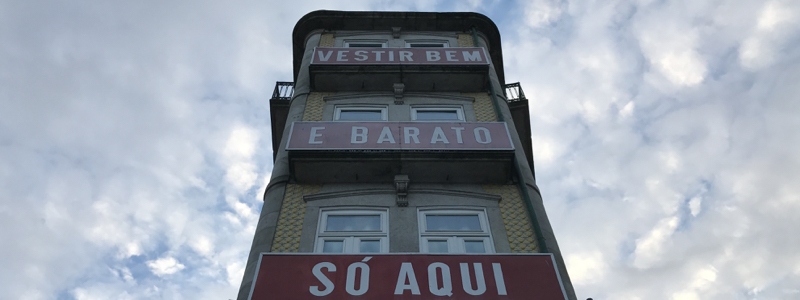 VESTIR BEM
E BARATO
SÓ AQUI